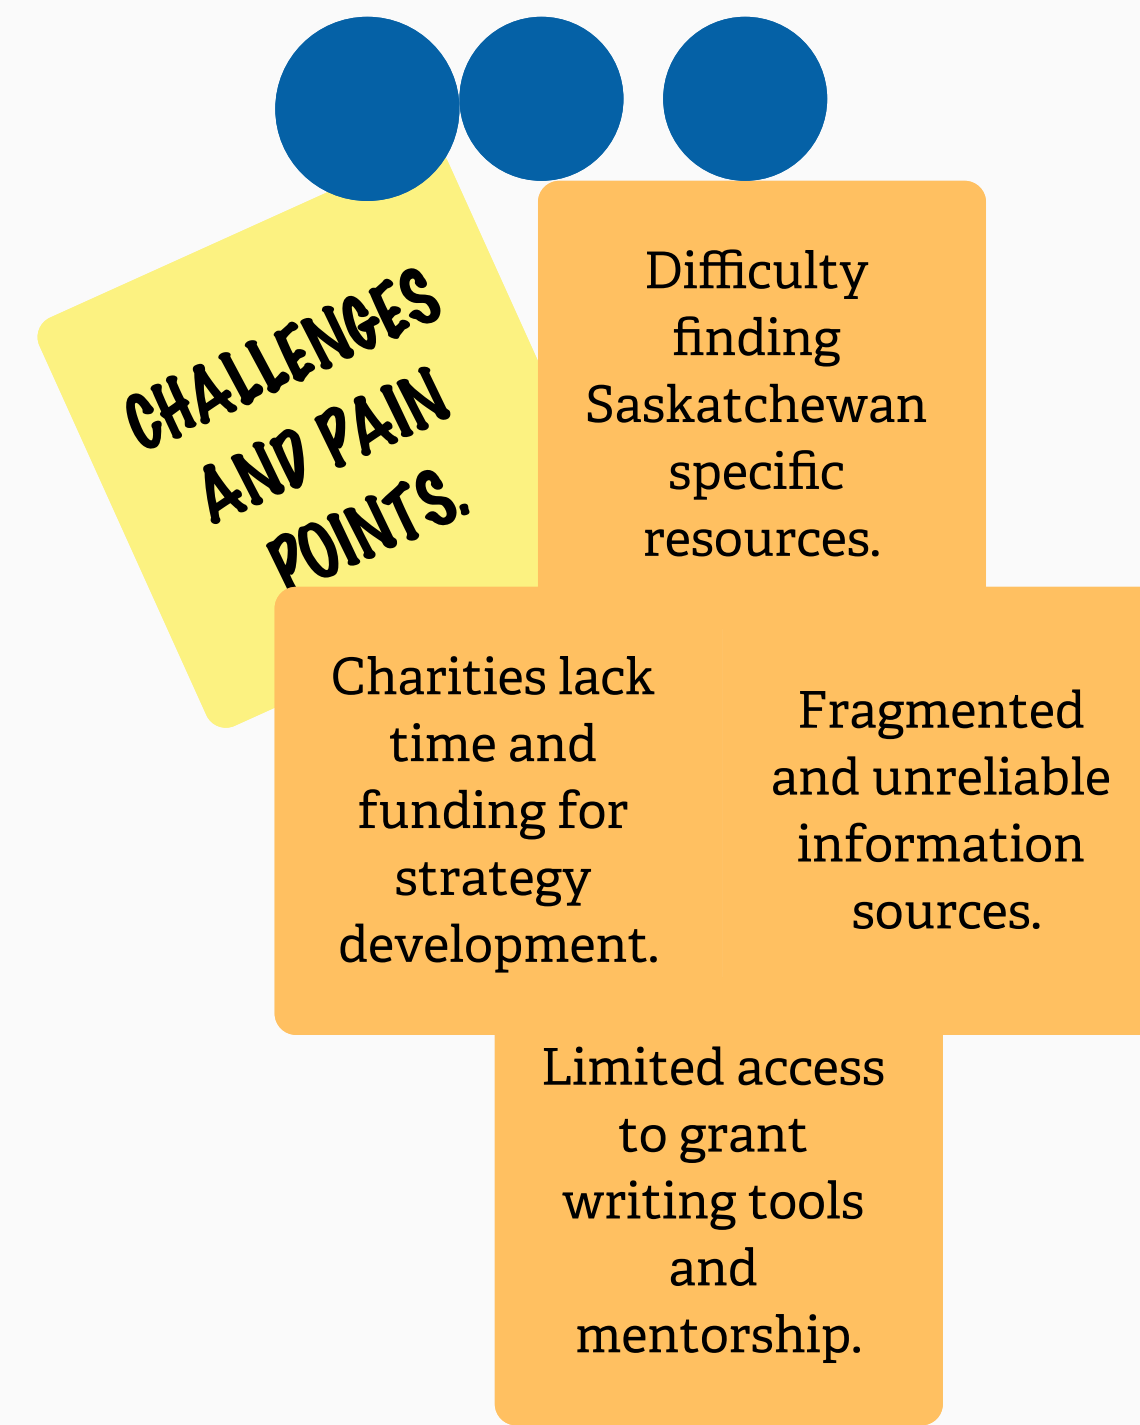 CHALLENGES
AND PAIN
POINTS.
Difficulty
finding
Saskatchewan
specific
resources.
Charities lack
time and
funding for
strategy
development.
Fragmented
and unreliable
information
sources.
Limited access
to grant
writing tools
and
mentorship.